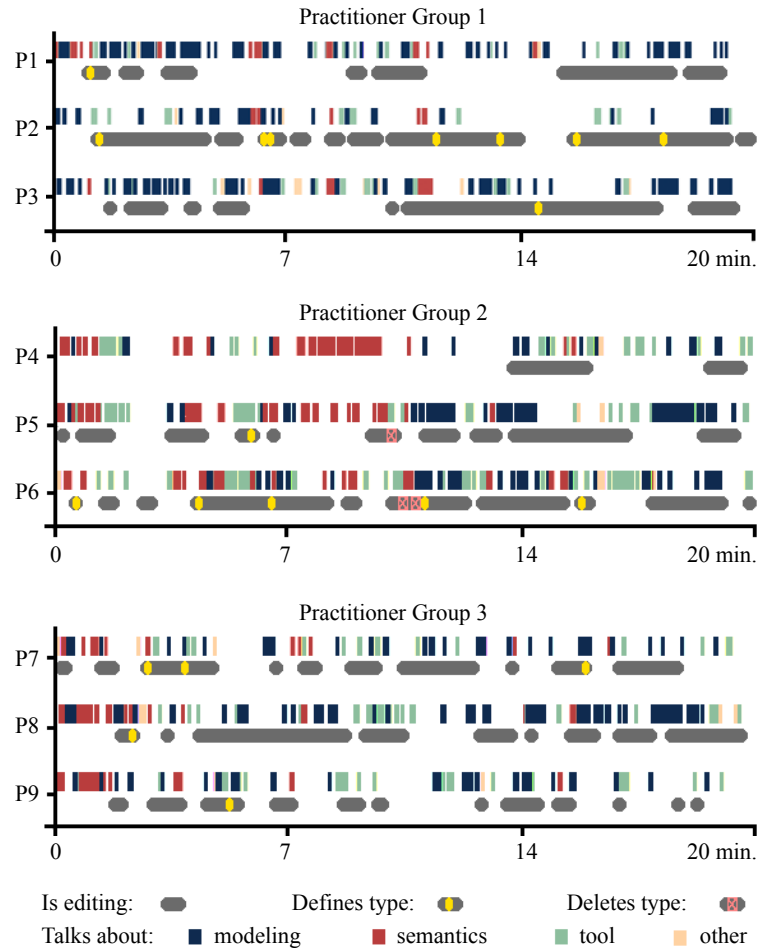 Practitioner Group 1
P1
P2
P3
0 7 14 20 min.
Practitioner Group 2
P4
P5
P6
0 7 14 20 min.
Practitioner Group 3
P7
P8
P9
0 7 14 20 min.
Is editing: Defines type: Deletes type:
Talks about: modeling semantics tool other